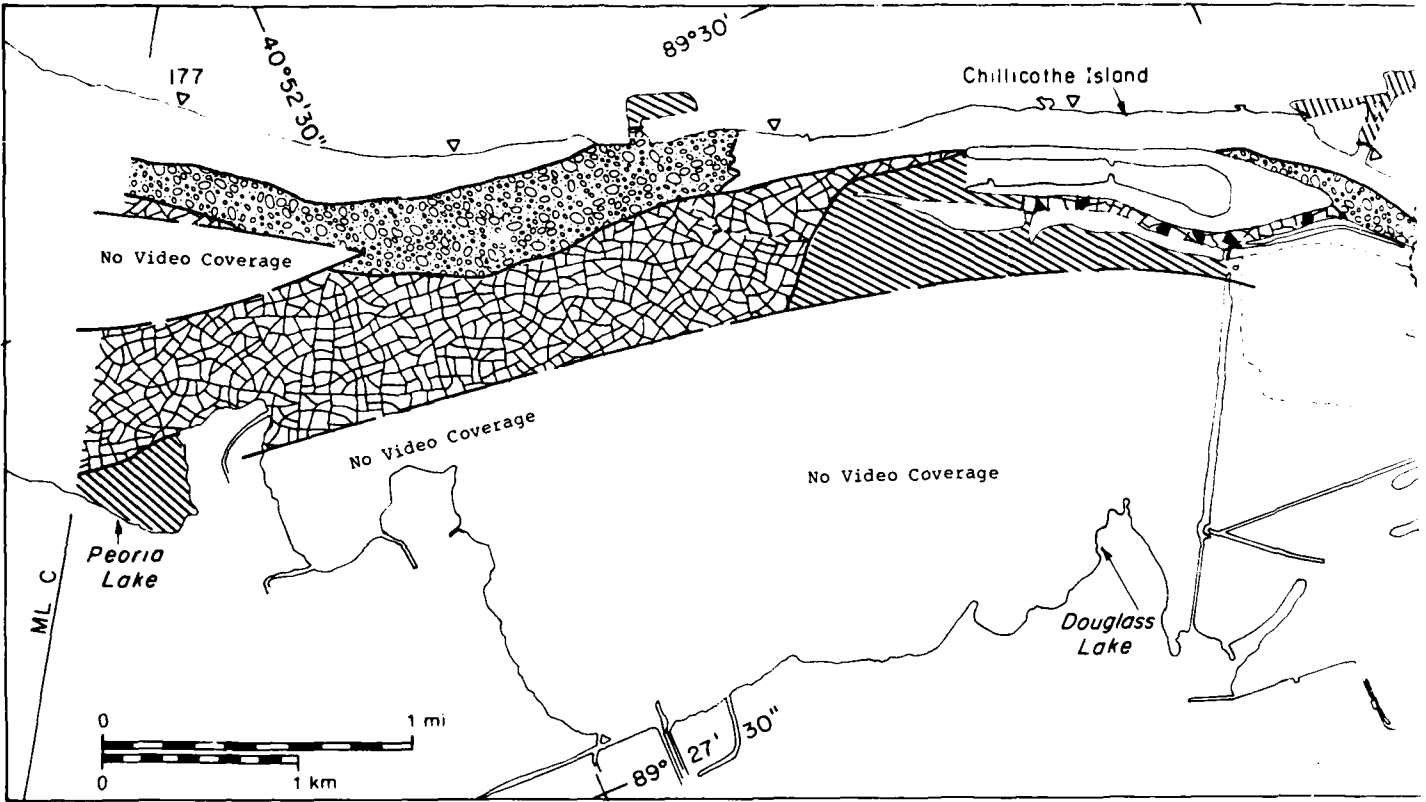 89°30'
40°52'30"
177
Chillicothe Island
No Video Coverage
No Video Coverage
No Video Coverage
Peoria
Lake
ML C
Douglass
Lake
0 1 mi
0 1 km
89° 27' 30"